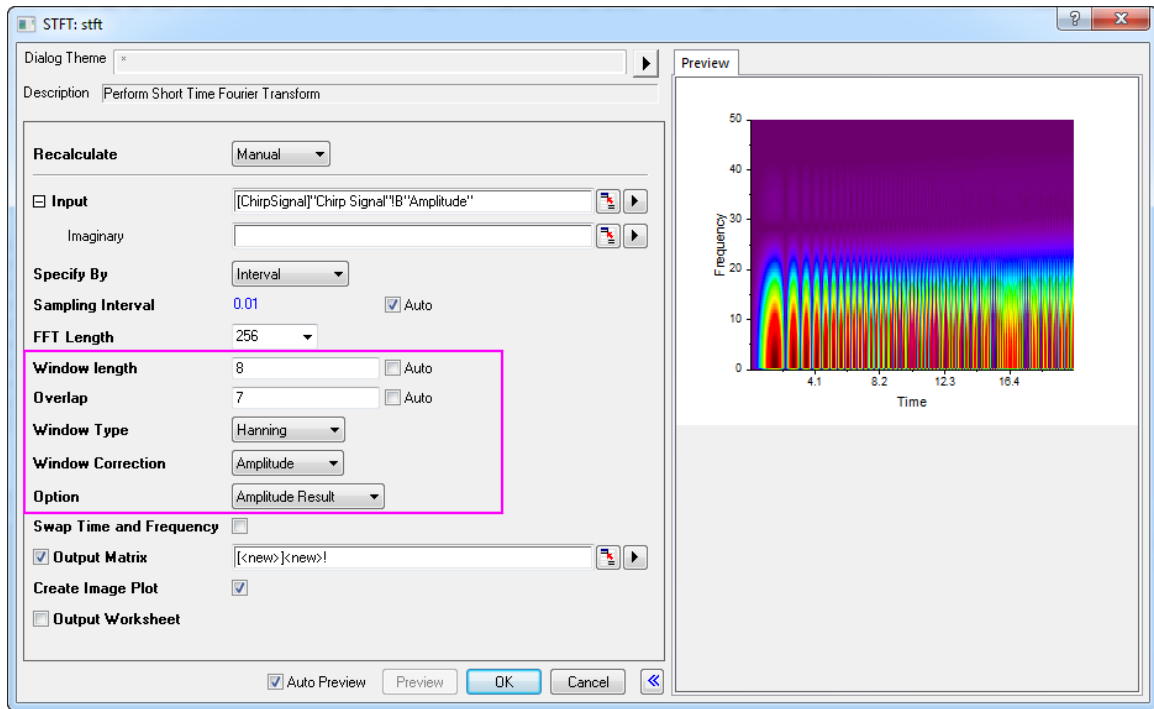 STFT: stft
Dialog Theme *
Description Perform Short Time Fourier Transform
Recalculate Manual
Input [ChirpSignal]"Chirp Signal"!B"Amplitude"
Imaginary
Specify By Interval
Sampling Interval 0.01 Auto
FFT Length 256
Window length 8 Auto
Overlap 7 Auto
Window Type Hanning
Window Correction Amplitude
Option Amplitude Result
Swap Time and Frequency
Output Matrix [<new>]<new>!
Create Image Plot
Output Worksheet
Auto Preview Preview OK Cancel
Preview
50
40
30
20
10
0
Frequency
4.1 8.2 12.3 16.4
Time